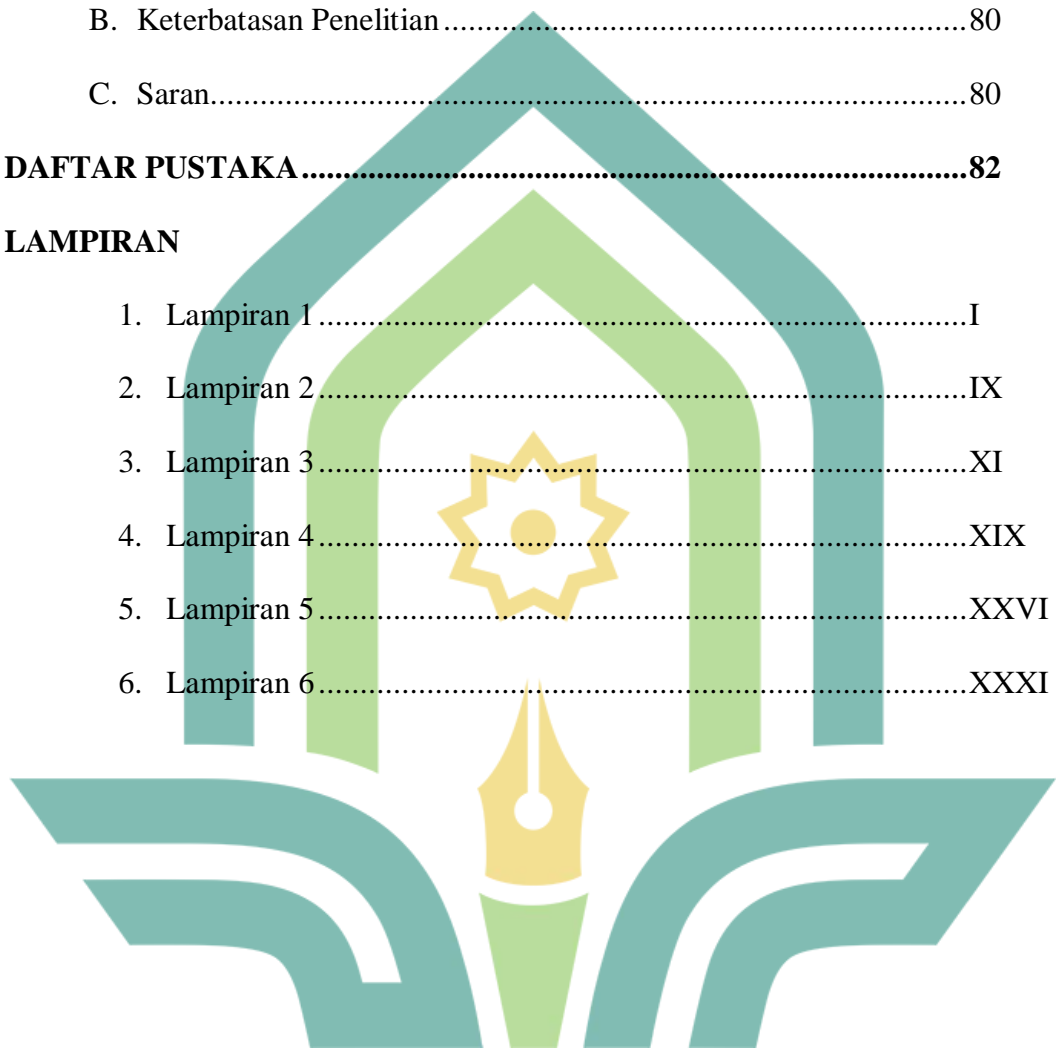 B. Keterbatasan Penelitian....................................................................80
C. Saran..................................................................................................80
DAFTAR PUSTAKA.......................................................................................82
LAMPIRAN
1. Lampiran 1....................................................................................I
2. Lampiran 2....................................................................................IX
3. Lampiran 3....................................................................................XI
4. Lampiran 4....................................................................................XIX
5. Lampiran 5....................................................................................XXVI
6. Lampiran 6....................................................................................XXXI